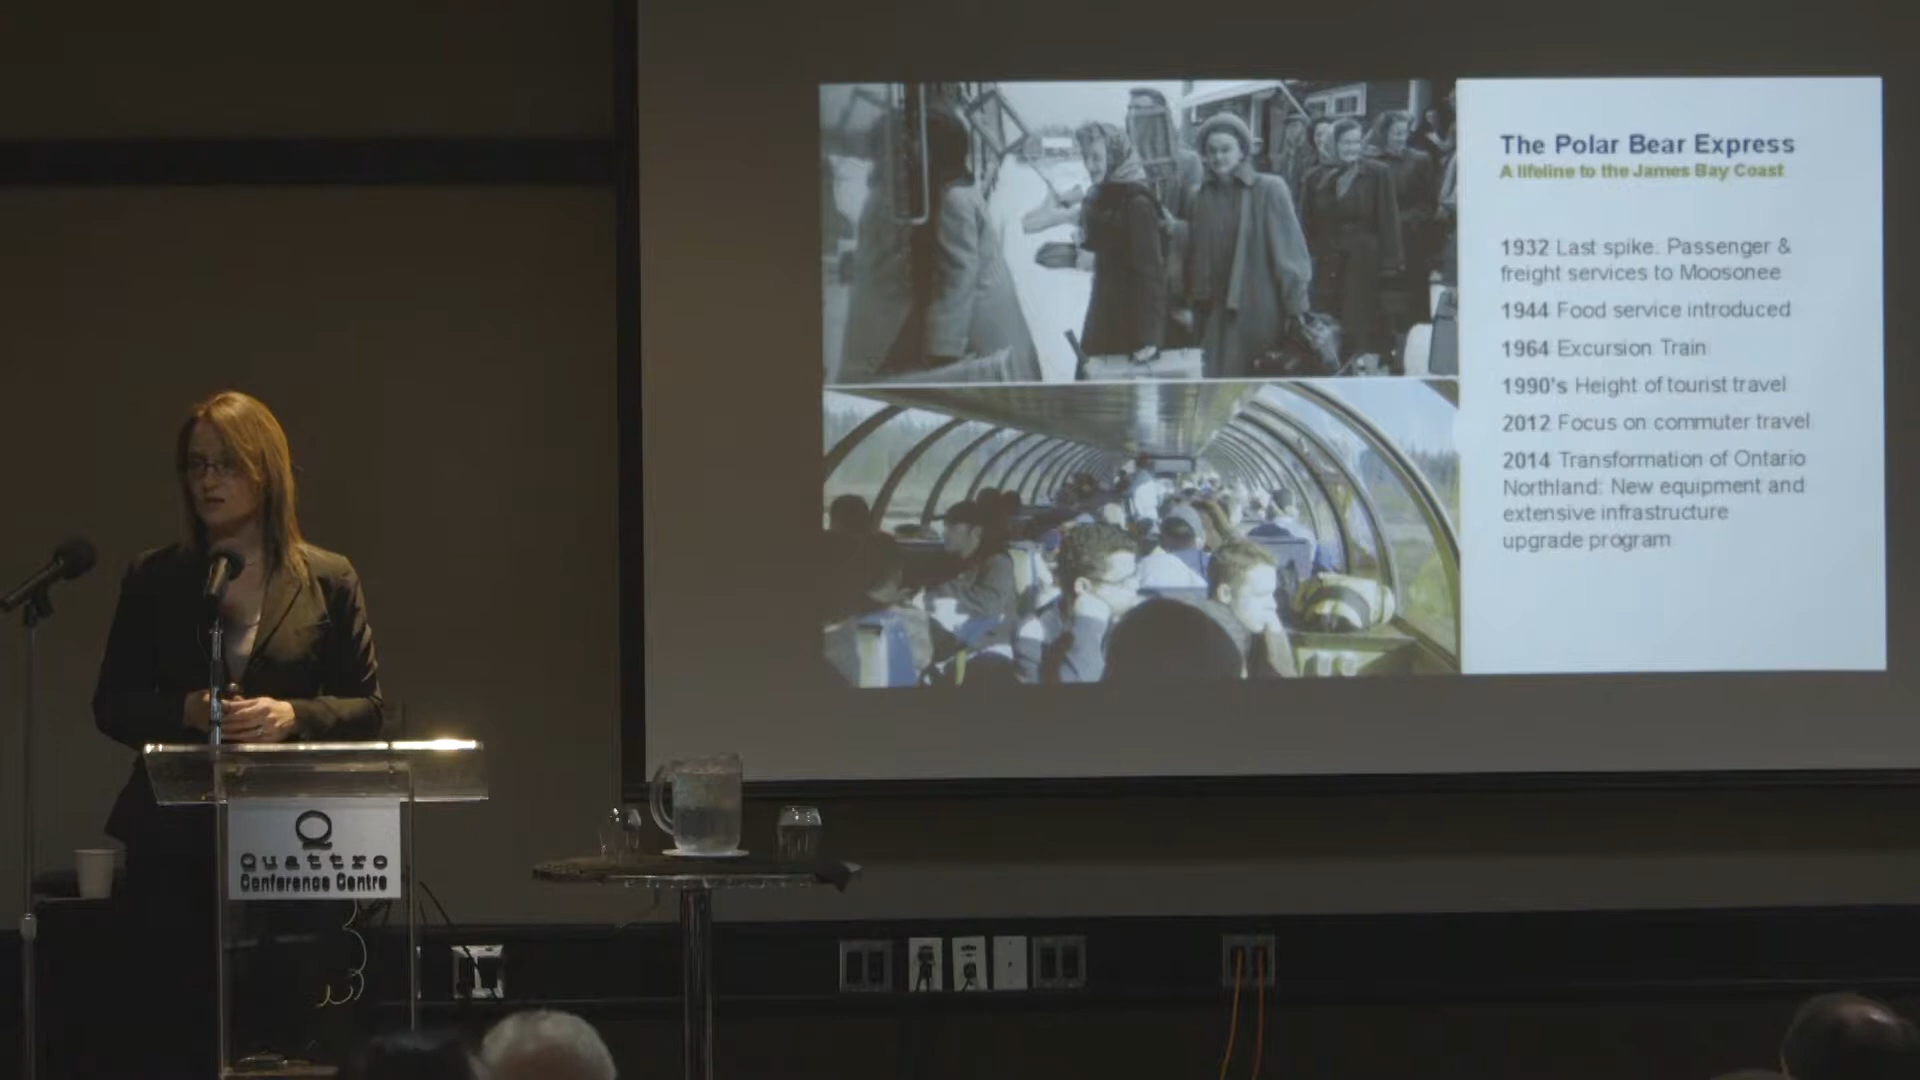 The Polar Bear Express
A lifeline to the James Bay Coast
1932 Last spike. Passenger &
freight services to Moosonee
1944 Food service introduced
1964 Excursion Train
1990's Height of tourist travel
2012 Focus on commuter travel
2014 Transformation of Ontario
Northland: New equipment and
extensive infrastructure
upgrade program
Q
Quattro
Conference Centre